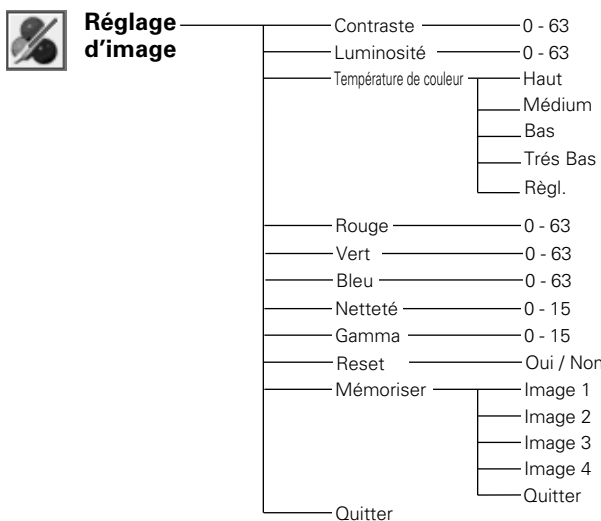 Réglage
d'image
Contraste 0 - 63
Luminosité 0 - 63
Température de couleur Haut
Médium
Bas
Trés Bas
Règl.
Rouge 0 - 63
Vert 0 - 63
Bleu 0 - 63
Netteté 0 - 15
Gamma 0 - 15
Reset Oui / Non
Mémoriser Image 1
Image 2
Image 3
Image 4
Quitter
Quitter